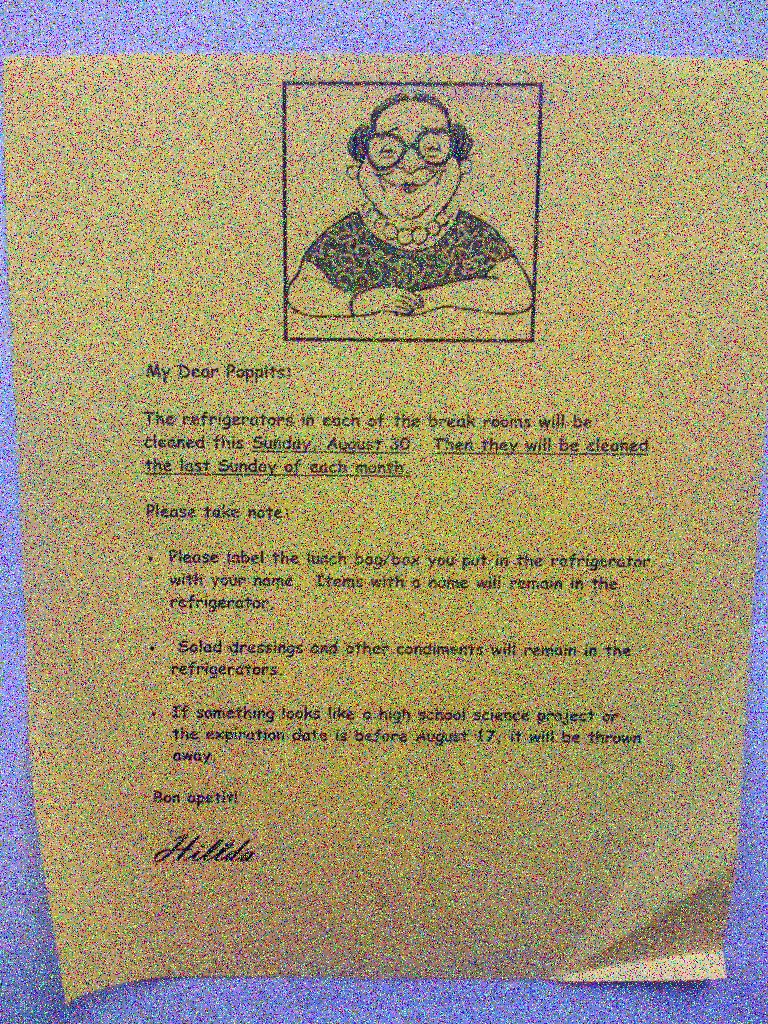 My Dear Poppits:
The refrigerators in each of the break rooms will be
cleaned this Sunday, August 30. Then they will be cleaned
the last Sunday of each month.
Please take note:
• Please label the lunch bag/box you put in the refrigerator
with your name. Items with a name will remain in the
refrigerator.
• Salad dressings and other condiments will remain in the
refrigerators.
• If something looks like a high school science project or
the expiration date is before August 17, it will be thrown
away.
Bon apetit!
Hilda